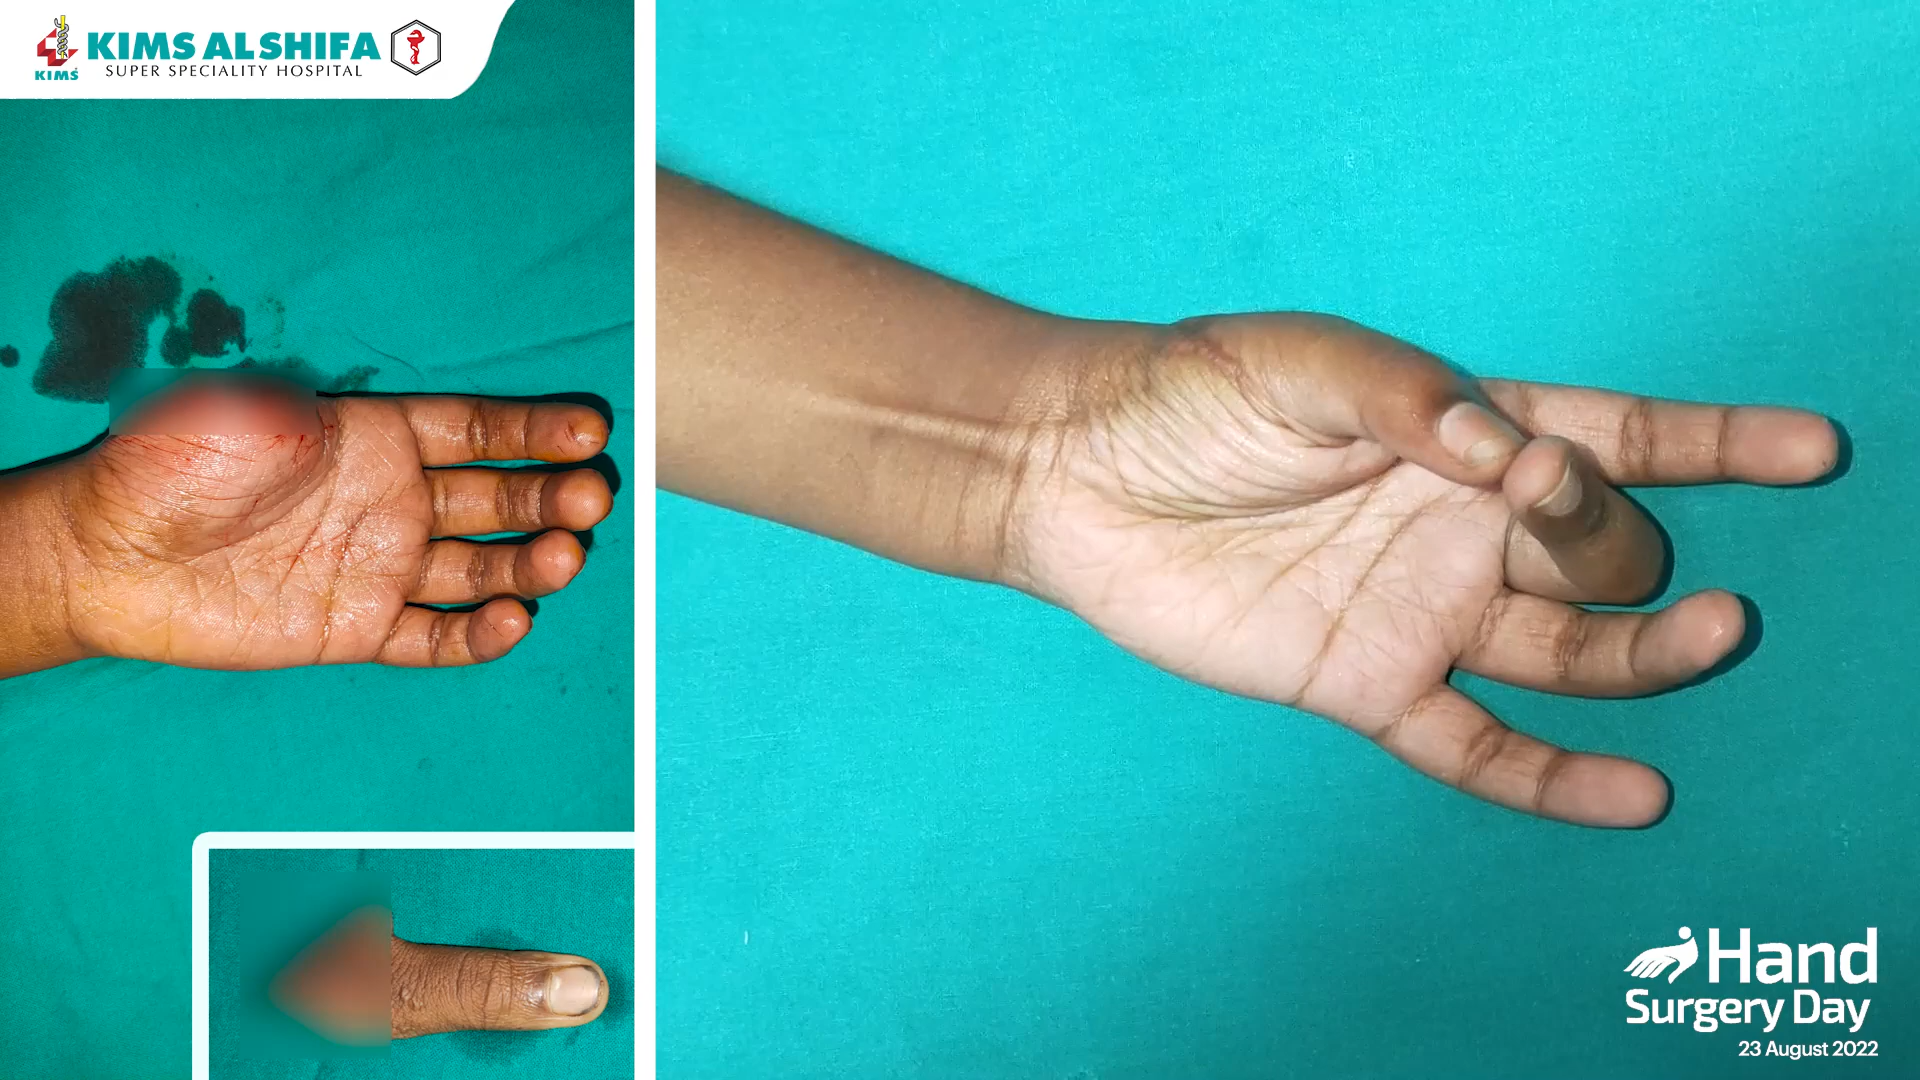 KIMS ALSHIFA
SUPER SPECIALITY HOSPITAL
KIMS
Hand
Surgery Day
23 August 2022